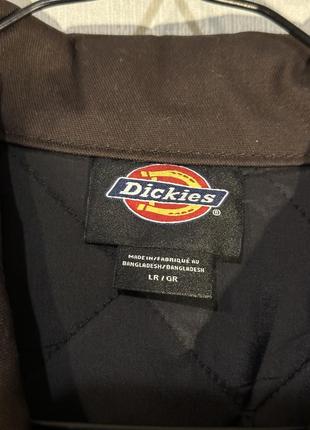 Dickies
®
MADE IN/FABRIQUÉ AU
BANGLADESH/BANGLADESH
LR / GR